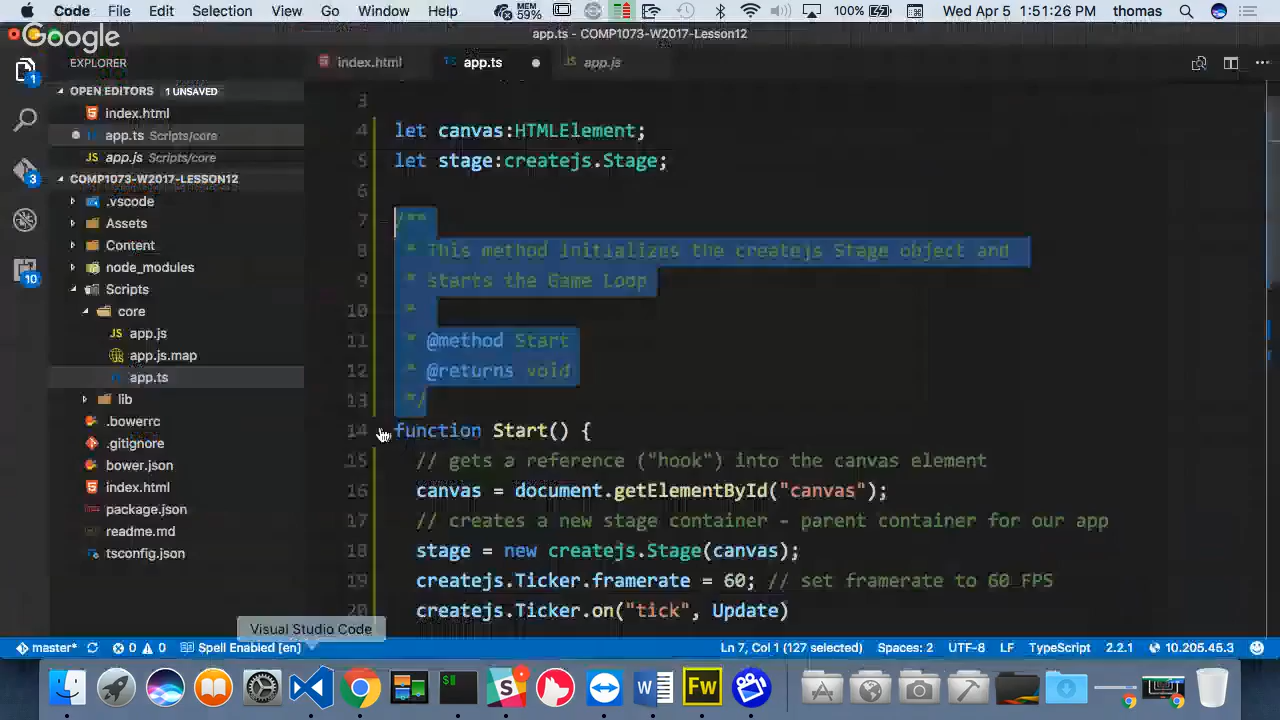 Code File Edit Selection View Go Window Help MEM 59% 100% Wed Apr 5 1:51:26 PM thomas
Google
app.ts - COMP1073-W2017-Lesson12
EXPLORER
index.html app.ts app.js
OPEN EDITORS 1 UNSAVED
index.html
app.ts Scripts/core
app.js Scripts/core
COMP1073-W2017-LESSON12
.vscode
Assets
Content
node_modules
Scripts
core
app.js
app.js.map
app.ts
lib
.bowerrc
.gitignore
bower.json
index.html
package.json
readme.md
tsconfig.json
1
3
10
3
4 let canvas:HTMLElement;
5 let stage:createjs.Stage;
6
7 /**
8 * This method initializes the createjs Stage object and
9 * starts the Game Loop
10 *
11 * @method Start
12 * @returns void
13 */
14 function Start() {
15 // gets a reference ("hook") into the canvas element
16 canvas = document.getElementById("canvas");
17 // creates a new stage container - parent container for our app
18 stage = new createjs.Stage(canvas);
19 createjs.Ticker.framerate = 60; // set framerate to 60 FPS
20 createjs.Ticker.on("tick", Update)
Visual Studio Code
master* 0 0 Spell Enabled [en] Ln 7, Col 1 (127 selected) Spaces: 2 UTF-8 LF TypeScript 2.2.1 10.205.45.3
Fw